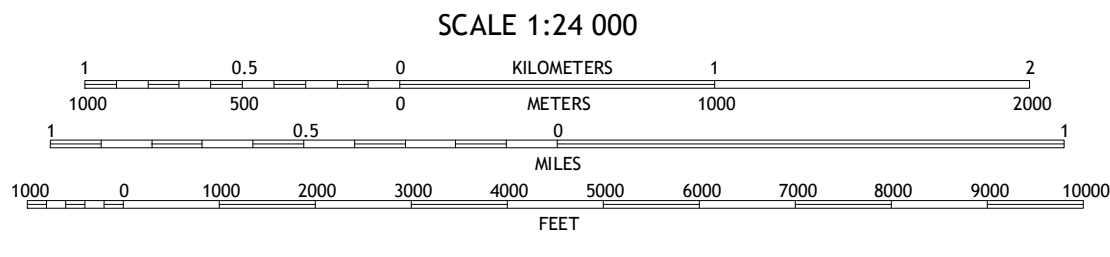 SCALE 1:24 000
1 0.5 0 KILOMETERS 1 2
1000 500 0 METERS 1000 2000
1 0.5 0 1
MILES
1000 0 1000 2000 3000 4000 5000 6000 7000 8000 9000 10000
FEET